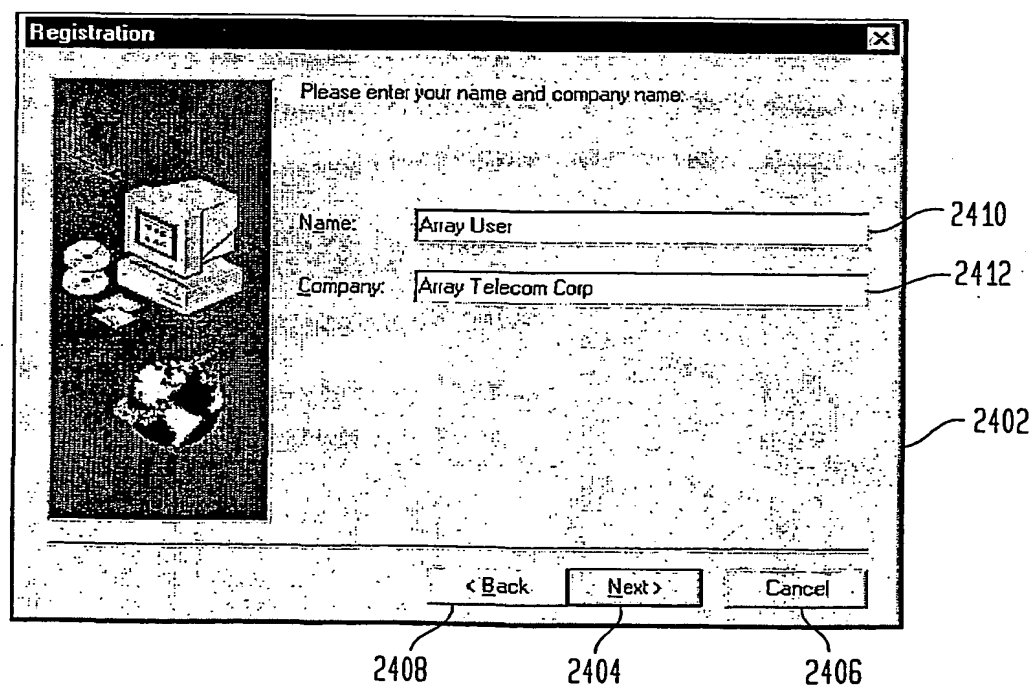 Registration
Please enter your name and company name:
Name: Array User
2410
Company: Array Telecom Corp
2412
2402
< Back
Next >
Cancel
2408
2404
2406